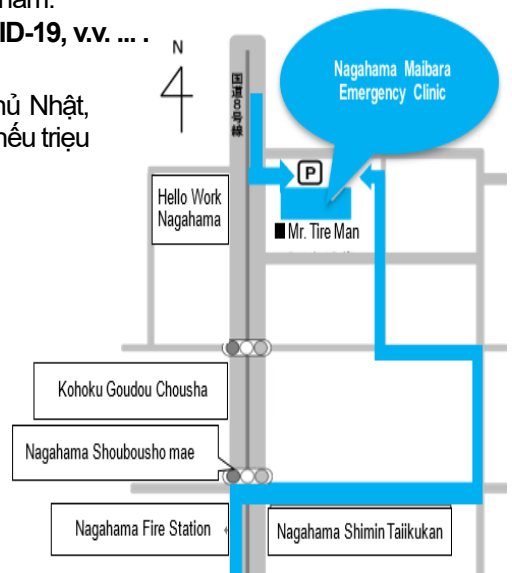 nam.
ID-19, v.v. ... .
hủ Nhật,
nếu triệu
N
国道8号線
Nagahama Maibara
Emergency Clinic
P
Hello Work
Nagahama
■ Mr. Tire Man
Kohoku Goudou Chousha
Nagahama Shoubousho mae
Nagahama Fire Station
Nagahama Shimin Taiikukan